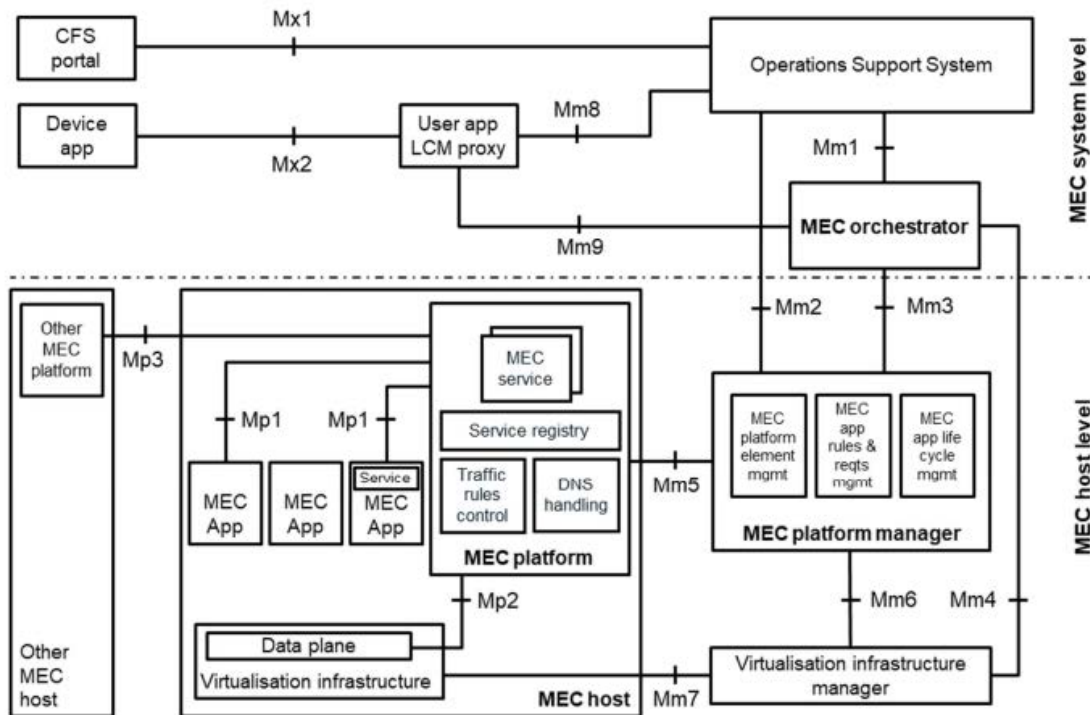 CFS
portal
Mx1
Operations Support System
Device
app
Mx2
User app
LCM proxy
Mm8
Mm1
MEC orchestrator
Mm9
MEC system level
Other
MEC
platform
Mp3
MEC
service
Mm2
Mm3
Mp1
Mp1
Service registry
MEC
platform
element
mgmt
MEC
app
rules &
reqts
mgmt
MEC
app life
cycle
mgmt
MEC
App
MEC
App
Service
MEC
App
Traffic
rules
control
DNS
handling
Mm5
MEC platform
MEC platform manager
MEC host level
Mp2
Mm6
Mm4
Data plane
Virtualisation infrastructure
Other
MEC
host
MEC host
Mm7
Virtualisation infrastructure
manager